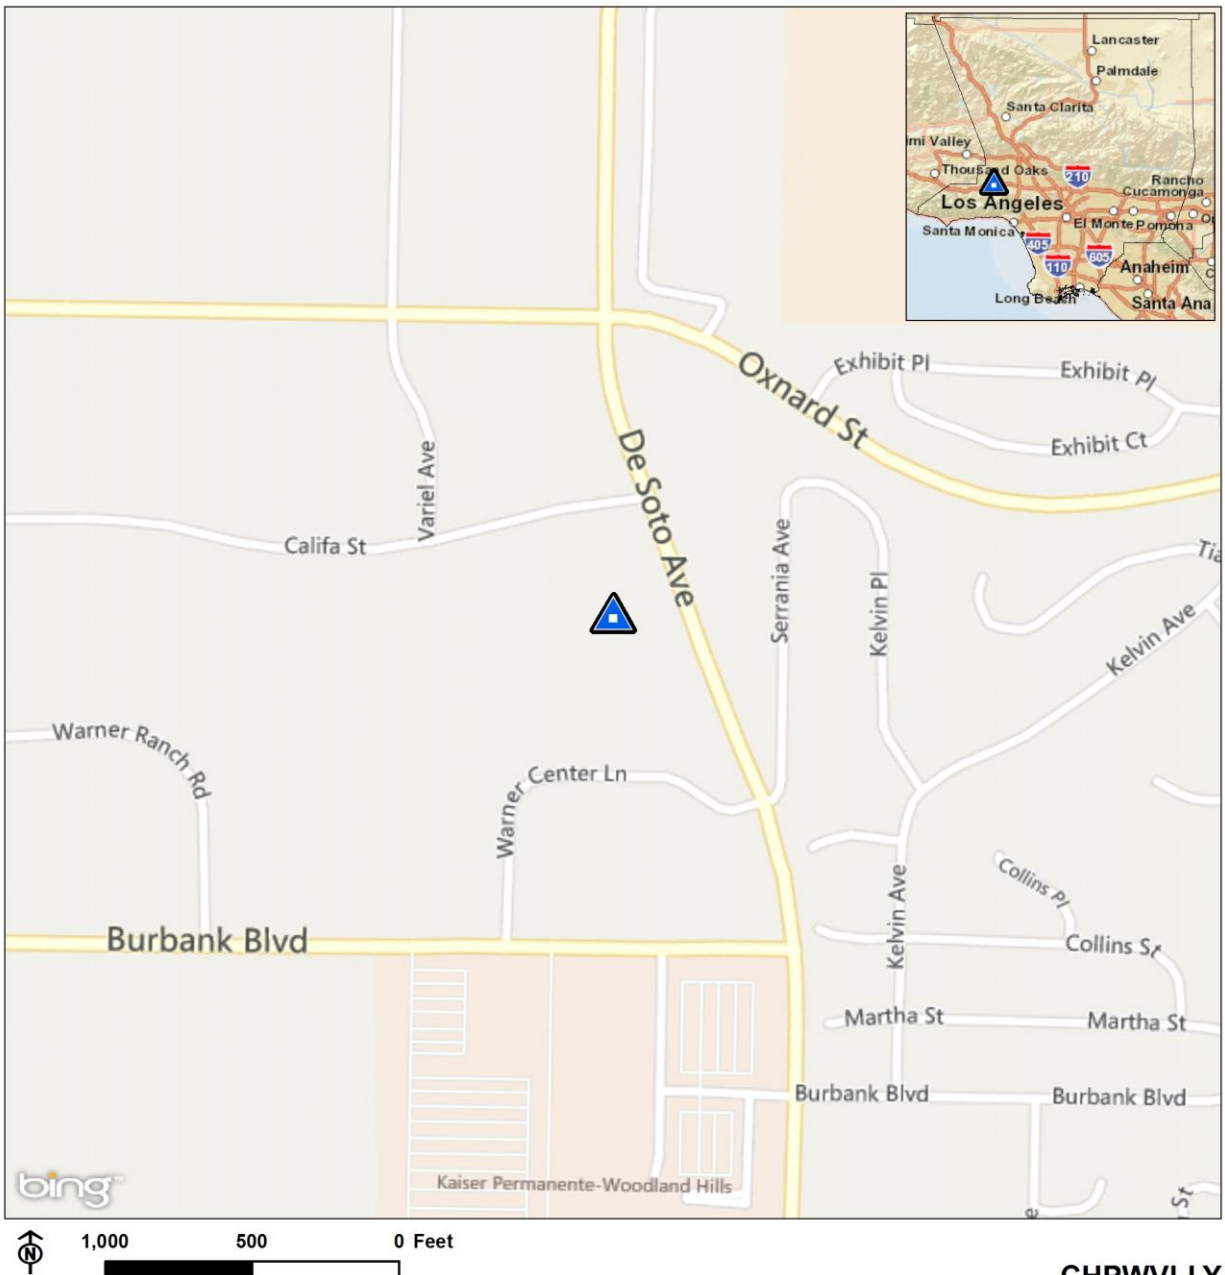 Lancaster
Palmdale
Santa Clarita
imi Valley
Thousand Oaks
210
Rancho
Cucamonga
Los Angeles
El Monte
Pomona
Santa Monica
405
605
110
Anaheim
Long Beach
Santa Ana
Exhibit Pl
Exhibit Pl
Oxnard St
Exhibit Ct
De Soto Ave
Variel Ave
Califa St
Serrania Ave
Kelvin Pl
Tia
Kelvin Ave
Warner Ranch Rd
Warner Center Ln
Kelvin Ave
Collins Pl
Burbank Blvd
Collins St
Martha St
Martha St
Burbank Blvd
Burbank Blvd
Kaiser Permanente-Woodland Hills
bing
St
N
1,000 500 0 Feet